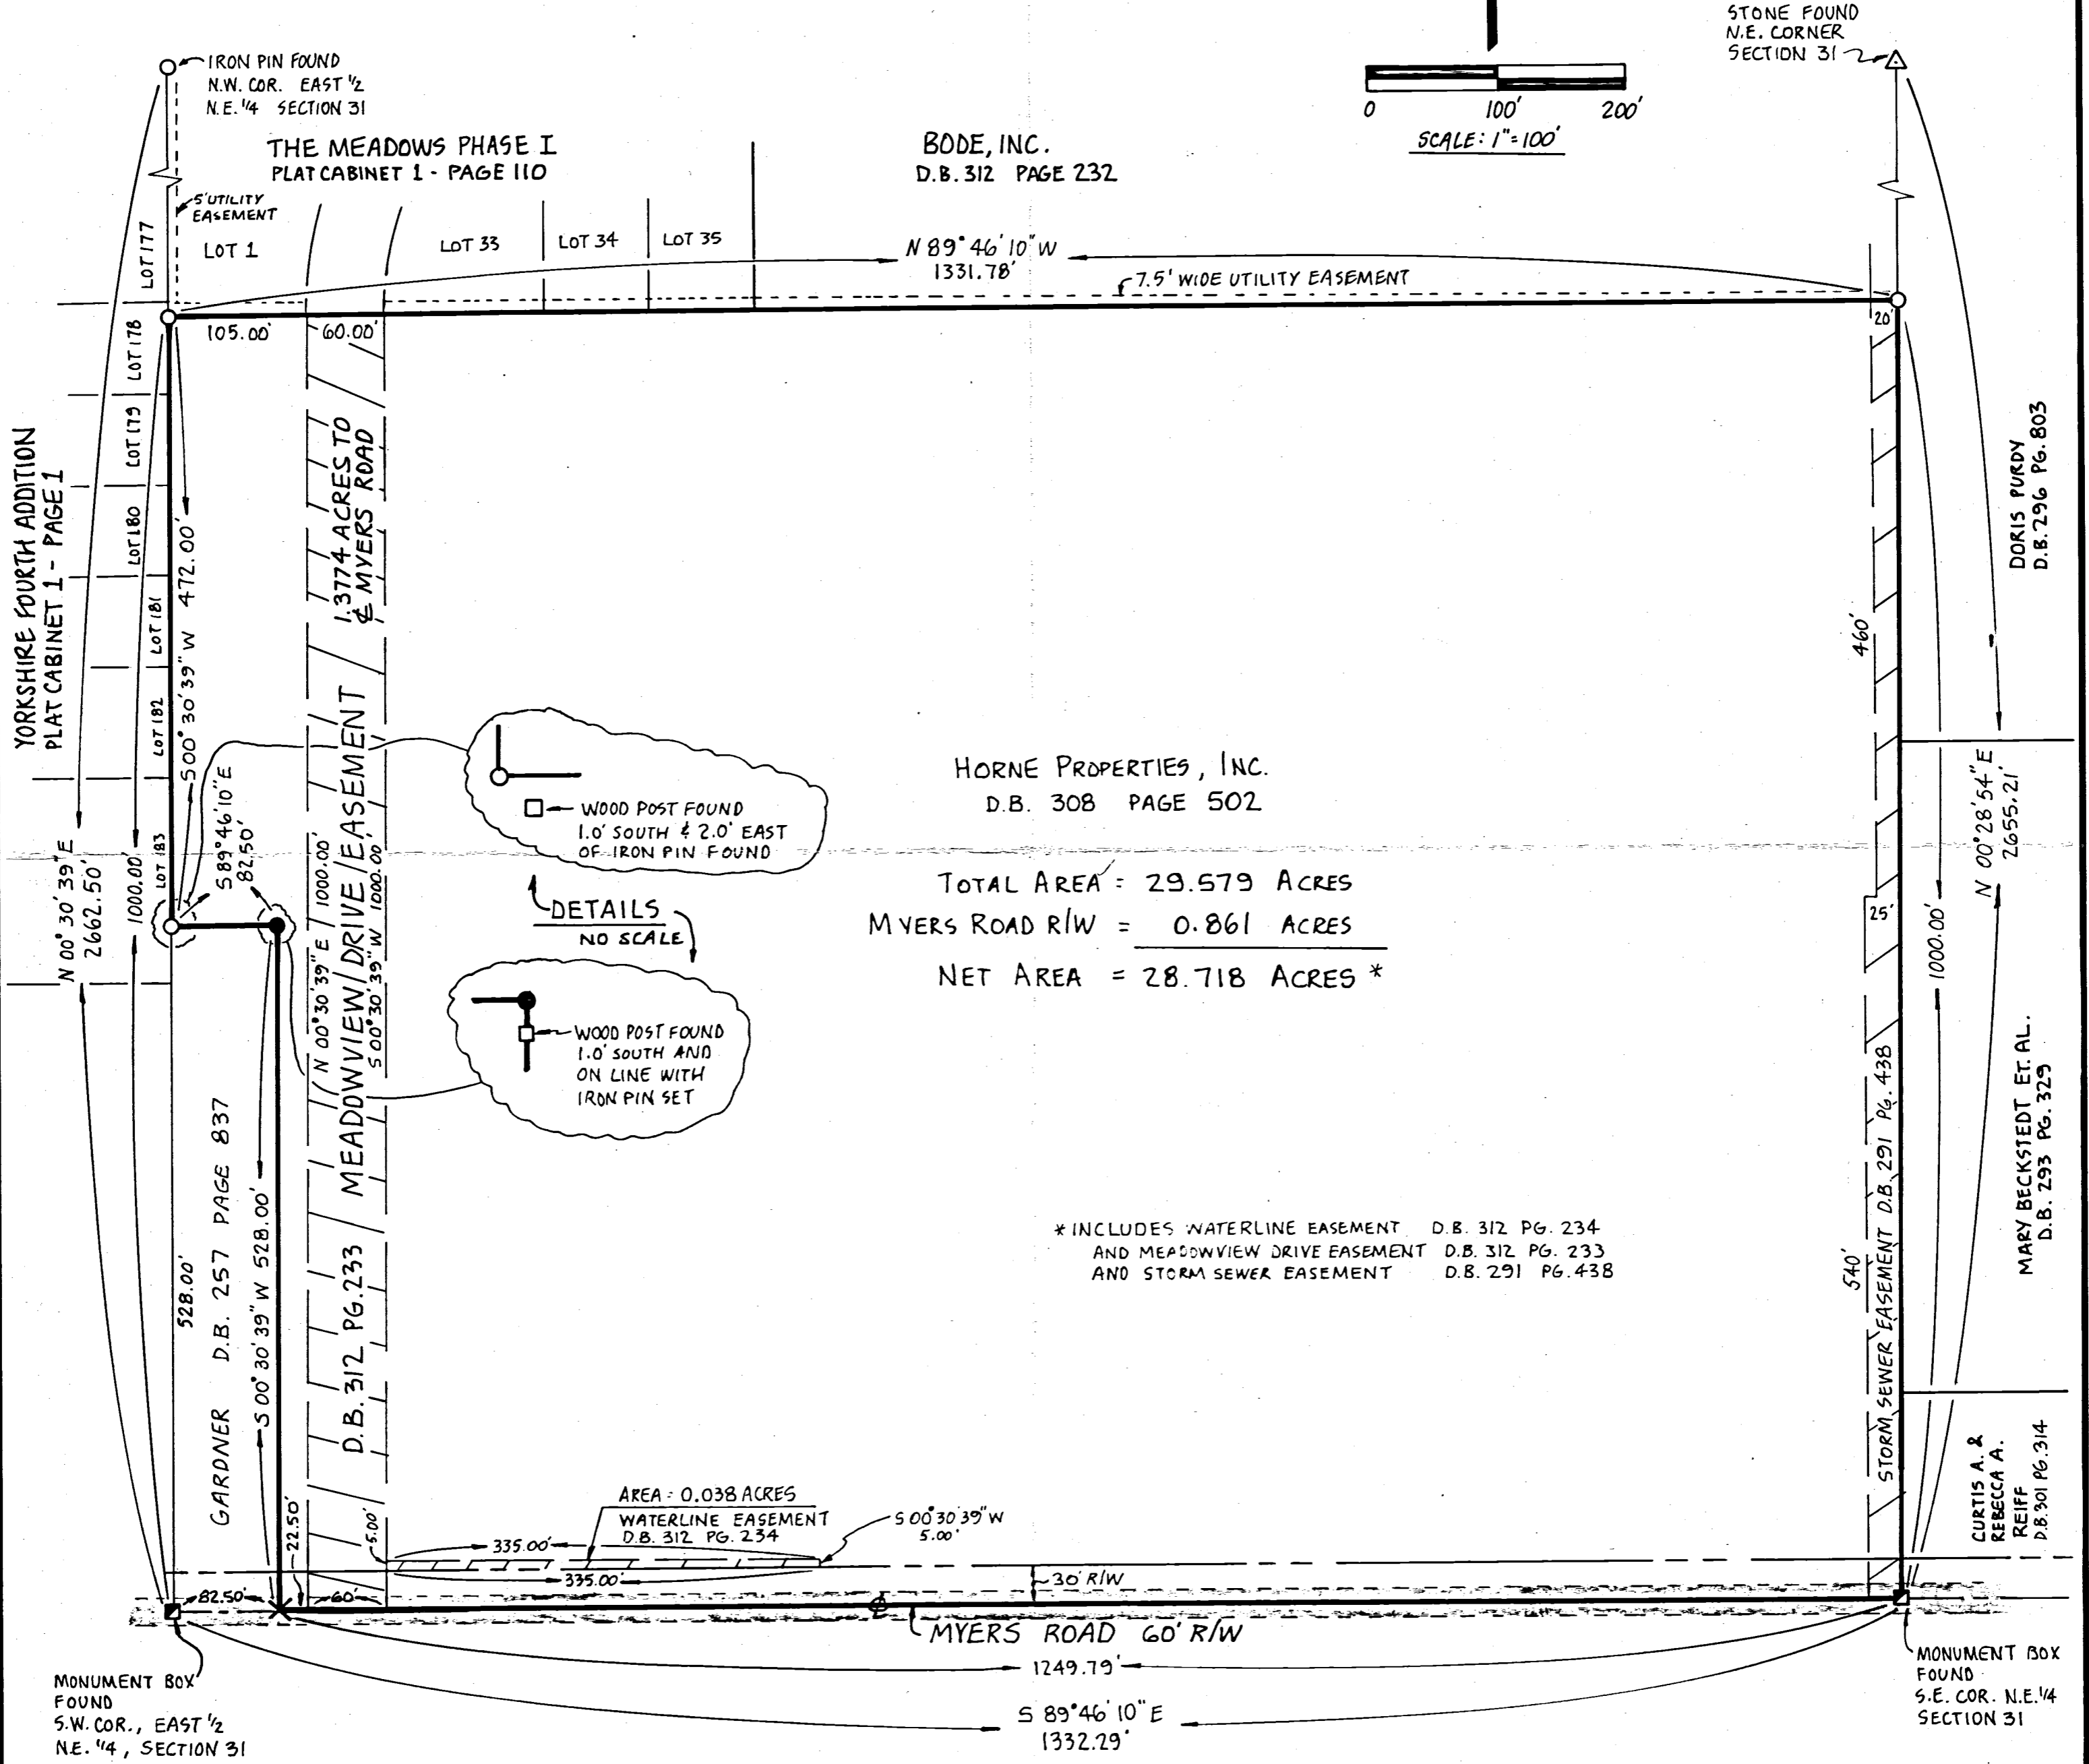 STONE FOUND
N.E. CORNER
SECTION 31
IRON PIN FOUND
N.W. COR. EAST 1/2
N.E. 1/4 SECTION 31
0 100' 200'
SCALE: 1"=100'
THE MEADOWS PHASE I
PLAT CABINET 1 - PAGE 110
BODE, INC.
D.B. 312 PAGE 232
5' UTILITY
EASEMENT
LOT 177
LOT 1
LOT 33
LOT 34
LOT 35
N 89° 46' 10" W
1331.78'
7.5' WIDE UTILITY EASEMENT
105.00'
60.00'
20'
LOT 178
LOT 179
LOT 180
LOT 181
LOT 182
LOT 183
YORKSHIRE FOURTH ADDITION
PLAT CABINET 1 - PAGE 1
S 00° 30' 39" W 472.00'
1.3774 ACRES TO
℄ MYERS ROAD
DORIS PURDY
D.B. 296 PG. 803
460'
N 00° 30' 39" E
2662.50'
1000.00'
S 89° 46' 10" E
82.50'
N 00° 30' 39" E 1000.00'
MEADOWVIEW DRIVE EASEMENT
S 00° 30' 39" W 1000.00'
D.B. 312 PG. 233
WOOD POST FOUND
1.0' SOUTH & 2.0' EAST
OF IRON PIN FOUND
DETAILS
NO SCALE
WOOD POST FOUND
1.0' SOUTH AND
ON LINE WITH
IRON PIN SET
HORNE PROPERTIES, INC.
D.B. 308 PAGE 502
TOTAL AREA = 29.579 ACRES
MYERS ROAD R/W = 0.861 ACRES
NET AREA = 28.718 ACRES *
25'
1000.00'
N 00° 28' 54" E
2655.21'
MARY BECKSTEDT ET. AL.
D.B. 293 PG. 329
STORM SEWER EASEMENT D.B. 291 PG. 438
540'
* INCLUDES WATERLINE EASEMENT D.B. 312 PG. 234
AND MEADOWVIEW DRIVE EASEMENT D.B. 312 PG. 233
AND STORM SEWER EASEMENT D.B. 291 PG. 438
GARDNER D.B. 257 PAGE 837
528.00'
S 00° 30' 39" W 528.00'
CURTIS A. &
REBECCA A.
REIFF
D.B. 301 PG. 314
AREA = 0.038 ACRES
WATERLINE EASEMENT
D.B. 312 PG. 234
S 00° 30' 39" W
5.00'
22.50'
5.00'
335.00'
335.00'
30' R/W
82.50'
60'
℄
MYERS ROAD 60' R/W
1249.79'
S 89° 46' 10" E
1332.29'
MONUMENT BOX
FOUND
S.W. COR., EAST 1/2
N.E. 1/4, SECTION 31
MONUMENT BOX
FOUND
S.E. COR. N.E. 1/4
SECTION 31